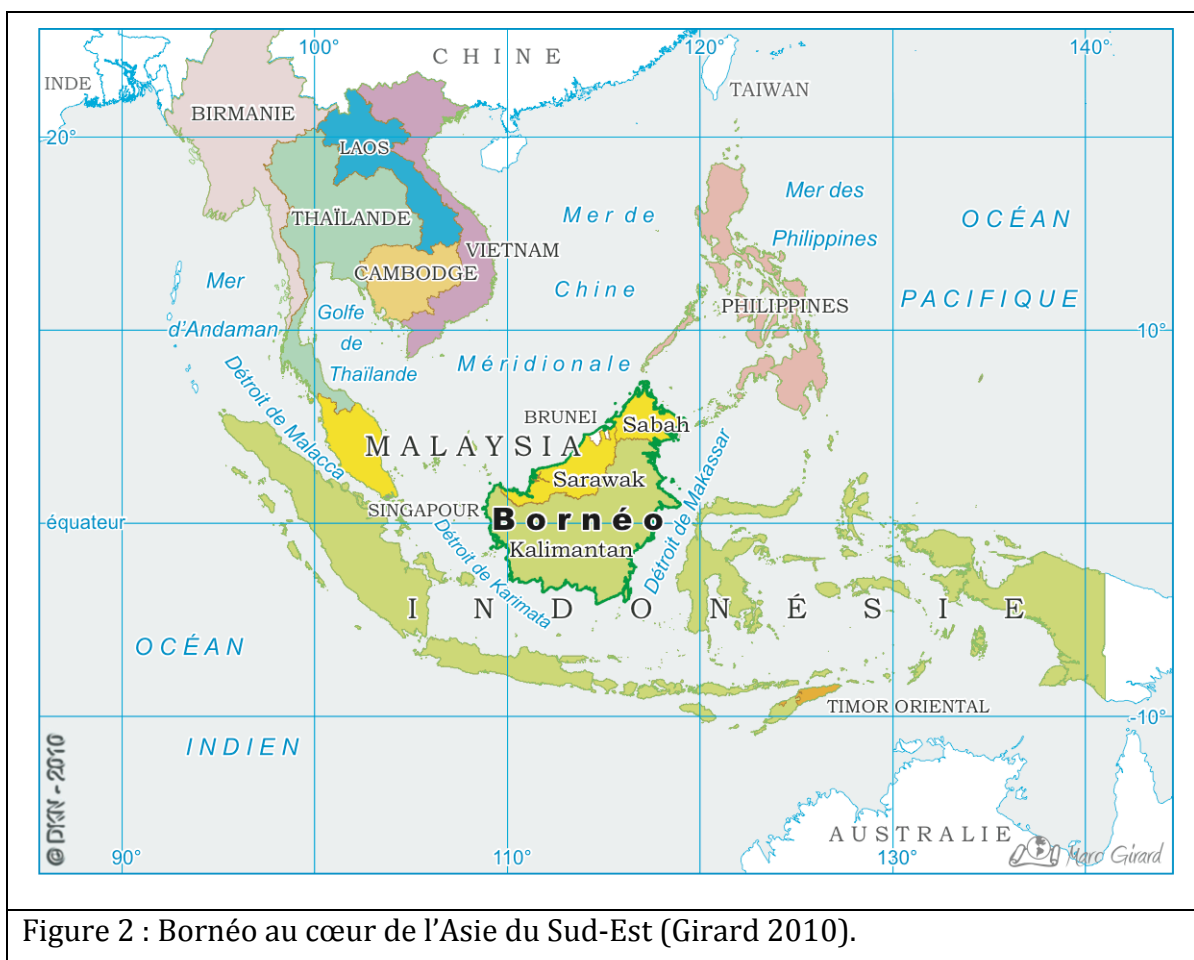 100°
120°
140°
CHINE
INDE
TAIWAN
BIRMANIE
20°
LAOS
Mer des
Philippines
THAÏLANDE
Mer de
Chine
Méridionale
OCÉAN
PACIFIQUE
VIETNAM
CAMBODGE
Mer
d'Andaman
Golfe
de
Thaïlande
PHILIPPINES
10°
Détroit de Malacca
BRUNEI
Sabah
MALAYSIA
Sarawak
Détroit de Makassar
SINGAPOUR
équateur
Bornéo
Kalimantan
Détroit de Karimata
INDONÉSIE
OCÉAN
INDIEN
TIMOR ORIENTAL
-10°
@ DKN - 2010
AUSTRALIE
Marc Girard
90°
110°
130°
Figure 2 : Bornéo au cœur de l’Asie du Sud-Est (Girard 2010).